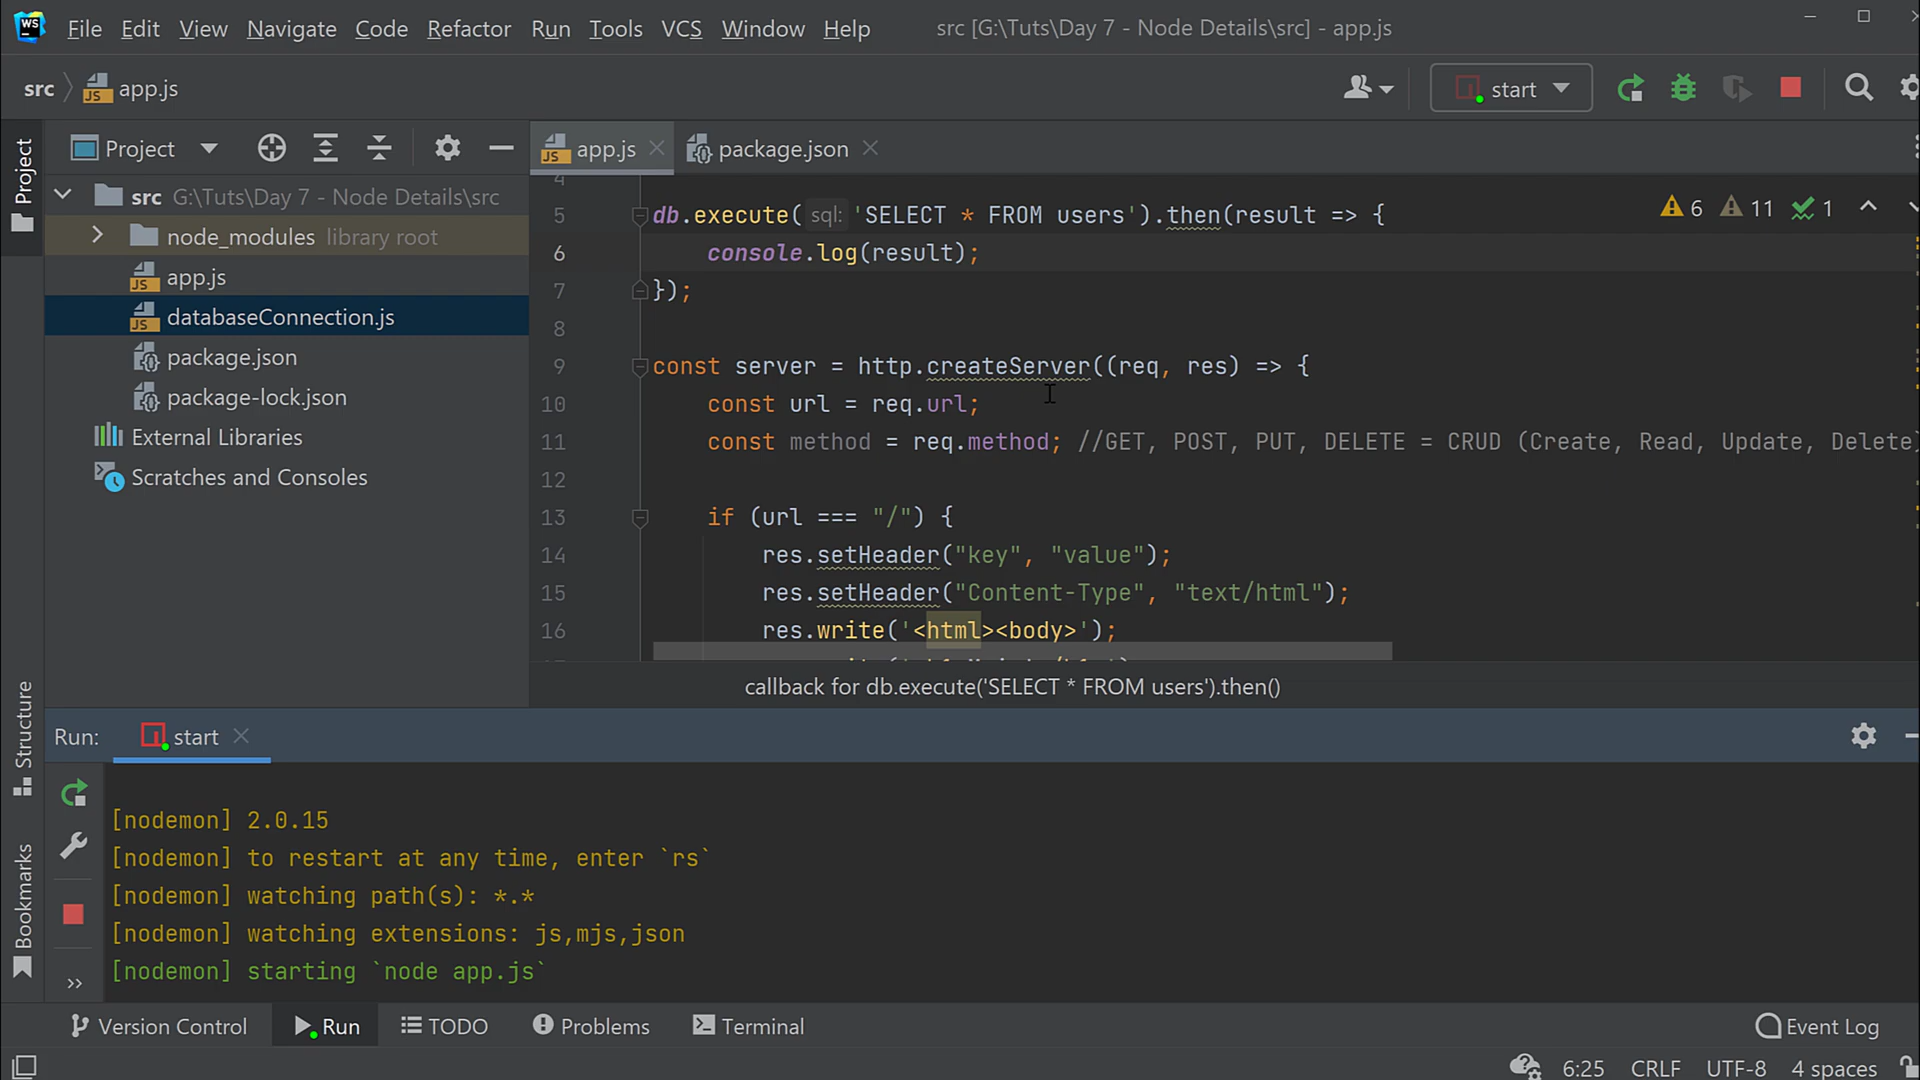 WS
File Edit View Navigate Code Refactor Run Tools VCS Window Help
src [G:\Tuts\Day 7 - Node Details\src] - app.js
src app.js
start
Project
app.js
package.json
Project
src G:\Tuts\Day 7 - Node Details\src
node_modules library root
app.js
databaseConnection.js
package.json
package-lock.json
External Libraries
Scratches and Consoles
6 11 1
4
5 db.execute( sql: 'SELECT * FROM users').then(result => {
6 console.log(result);
7 });
8
9 const server = http.createServer((req, res) => {
10 const url = req.url;
11 const method = req.method; //GET, POST, PUT, DELETE = CRUD (Create, Read, Update, Delete)
12
13 if (url === "/") {
14 res.setHeader("key", "value");
15 res.setHeader("Content-Type", "text/html");
16 res.write('<html><body>');
callback for db.execute('SELECT * FROM users').then()
Structure
Bookmarks
Run: start
[nodemon] 2.0.15
[nodemon] to restart at any time, enter `rs`
[nodemon] watching path(s): *.*
[nodemon] watching extensions: js,mjs,json
[nodemon] starting `node app.js`
Version Control Run TODO Problems Terminal Event Log
6:25 CRLF UTF-8 4 spaces